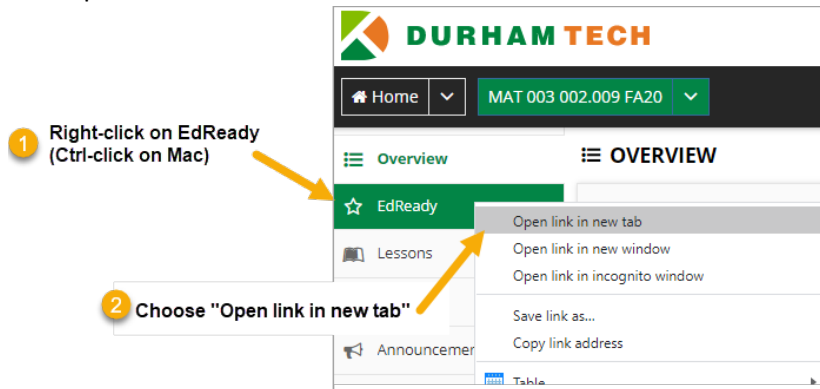 DURHAM TECH
Home
MAT 003 002.009 FA20
1 Right-click on EdReady
(Ctrl-click on Mac)
Overview
OVERVIEW
EdReady
Open link in new tab
Lessons
Open link in new window
Open link in incognito window
2 Choose "Open link in new tab"
Save link as...
Announcemer
Copy link address
Table